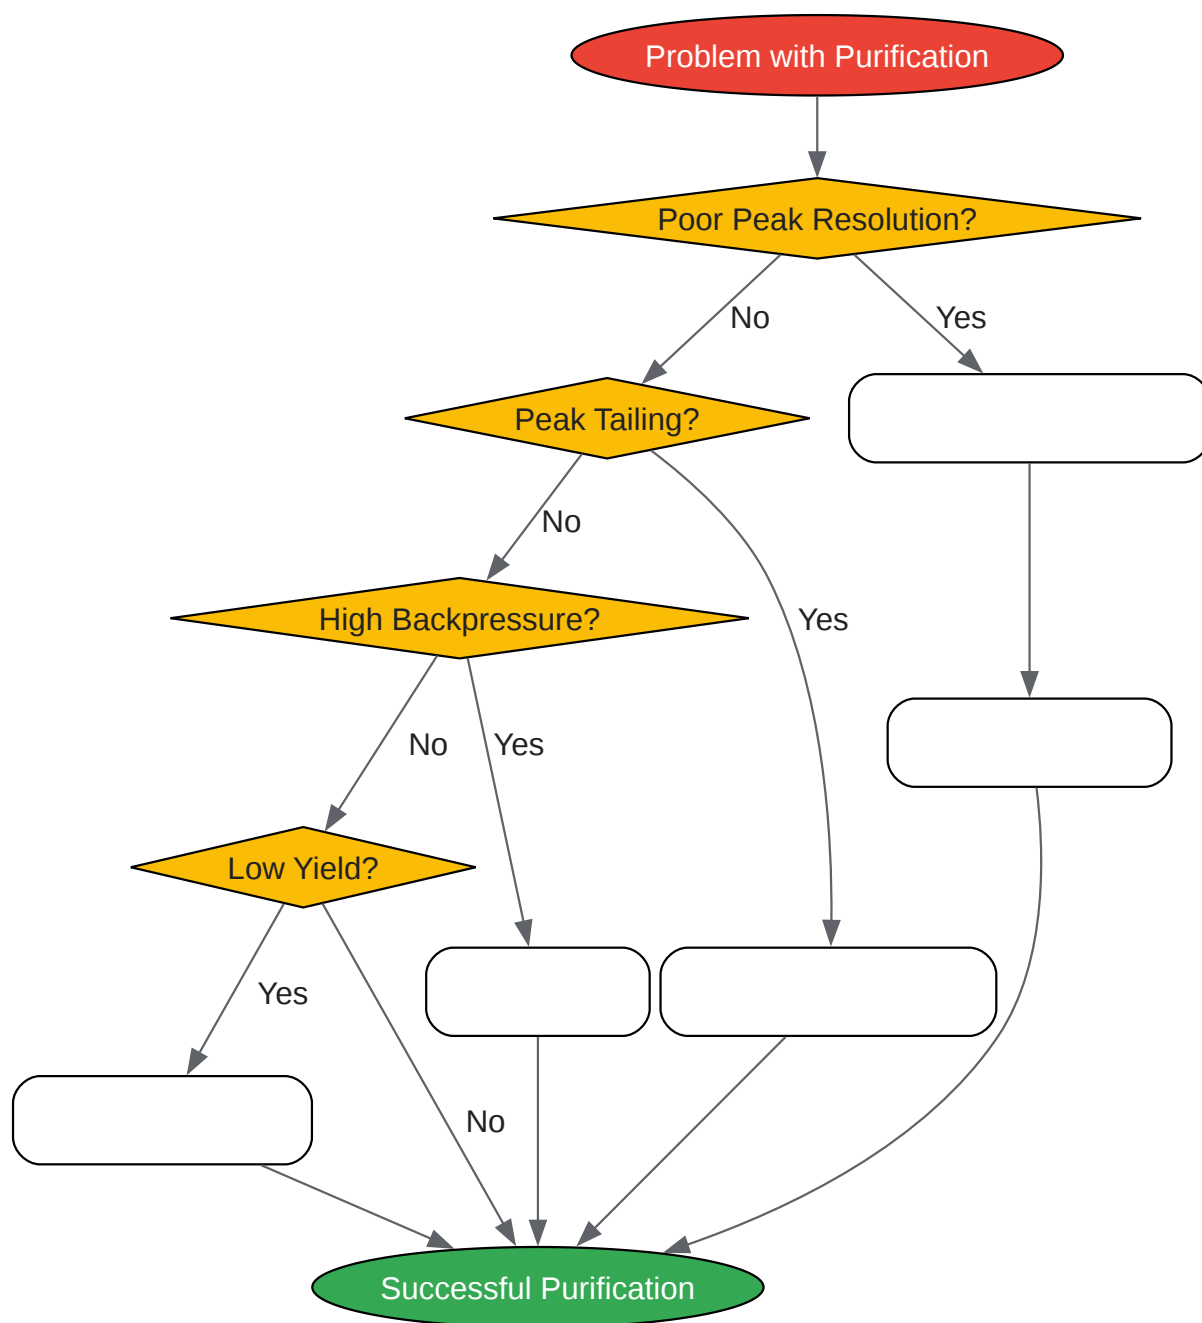 Problem with Purification
Poor Peak Resolution?
No
Yes
Peak Tailing?
No
Yes
High Backpressure?
No
Yes
Low Yield?
Yes
No
Successful Purification